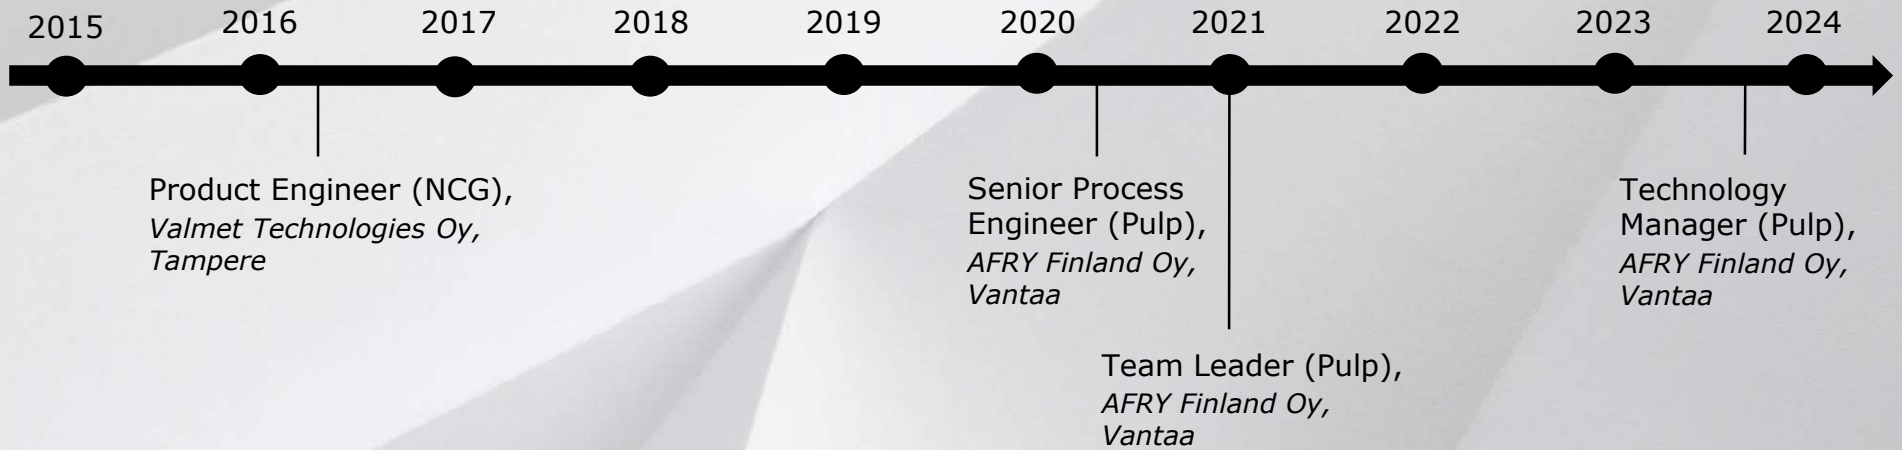 2015 2016 2017 2018 2019 2020 2021 2022 2023 2024
Product Engineer (NCG),
Valmet Technologies Oy,
Tampere
Senior Process
Engineer (Pulp),
AFRY Finland Oy,
Vantaa
Team Leader (Pulp),
AFRY Finland Oy,
Vantaa
Technology
Manager (Pulp),
AFRY Finland Oy,
Vantaa